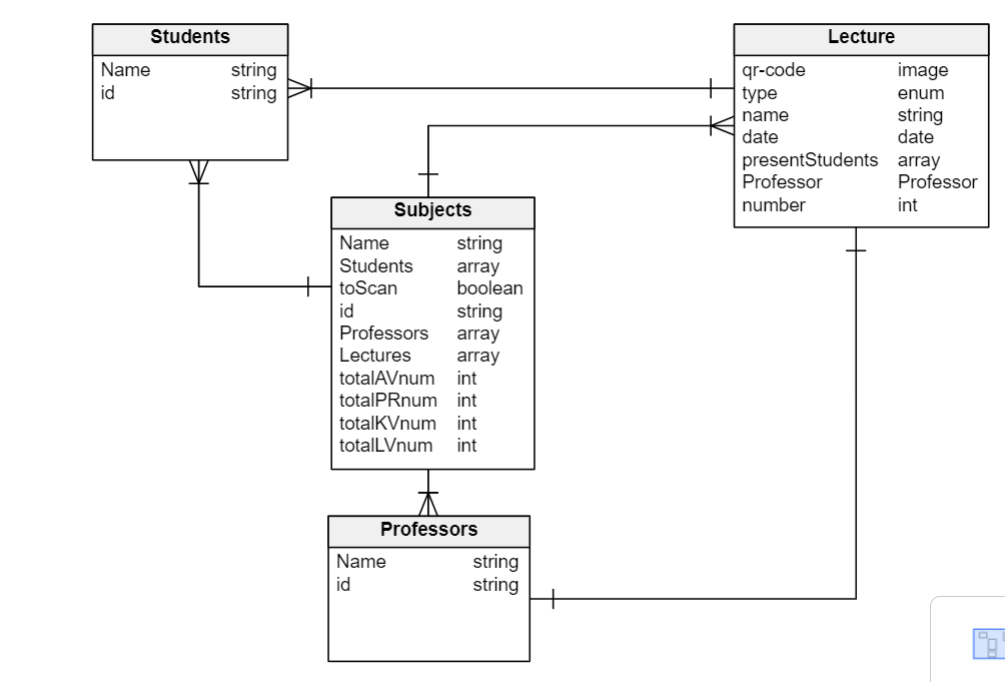 Students
Name string
id string
Lecture
qr-code image
type enum
name string
date date
presentStudents array
Professor Professor
number int
Subjects
Name string
Students array
toScan boolean
id string
Professors array
Lectures array
totalAVnum int
totalPRnum int
totalKVnum int
totalLVnum int
Professors
Name string
id string